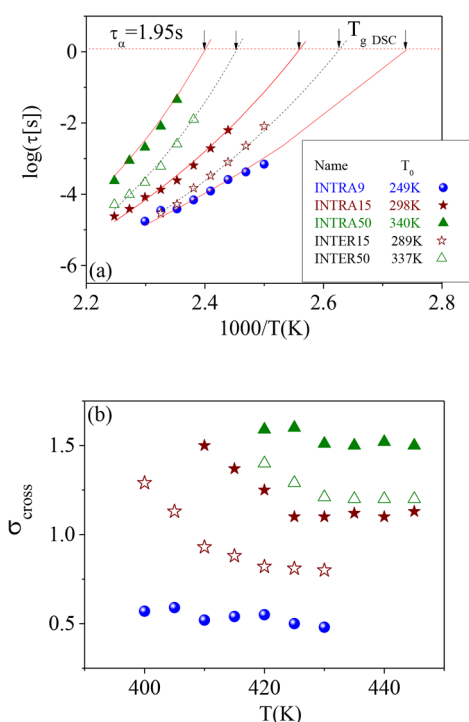 τα=1.95s
Tg DSC
0
-2
-4
-6
log(τ[s])
(a)
Name T0
INTRA9 249K
INTRA15 298K
INTRA50 340K
INTER15 289K
INTER50 337K
2.2 2.4 2.6 2.8
1000/T(K)
(b)
1.5
1.0
0.5
σcross
400 420 440
T(K)